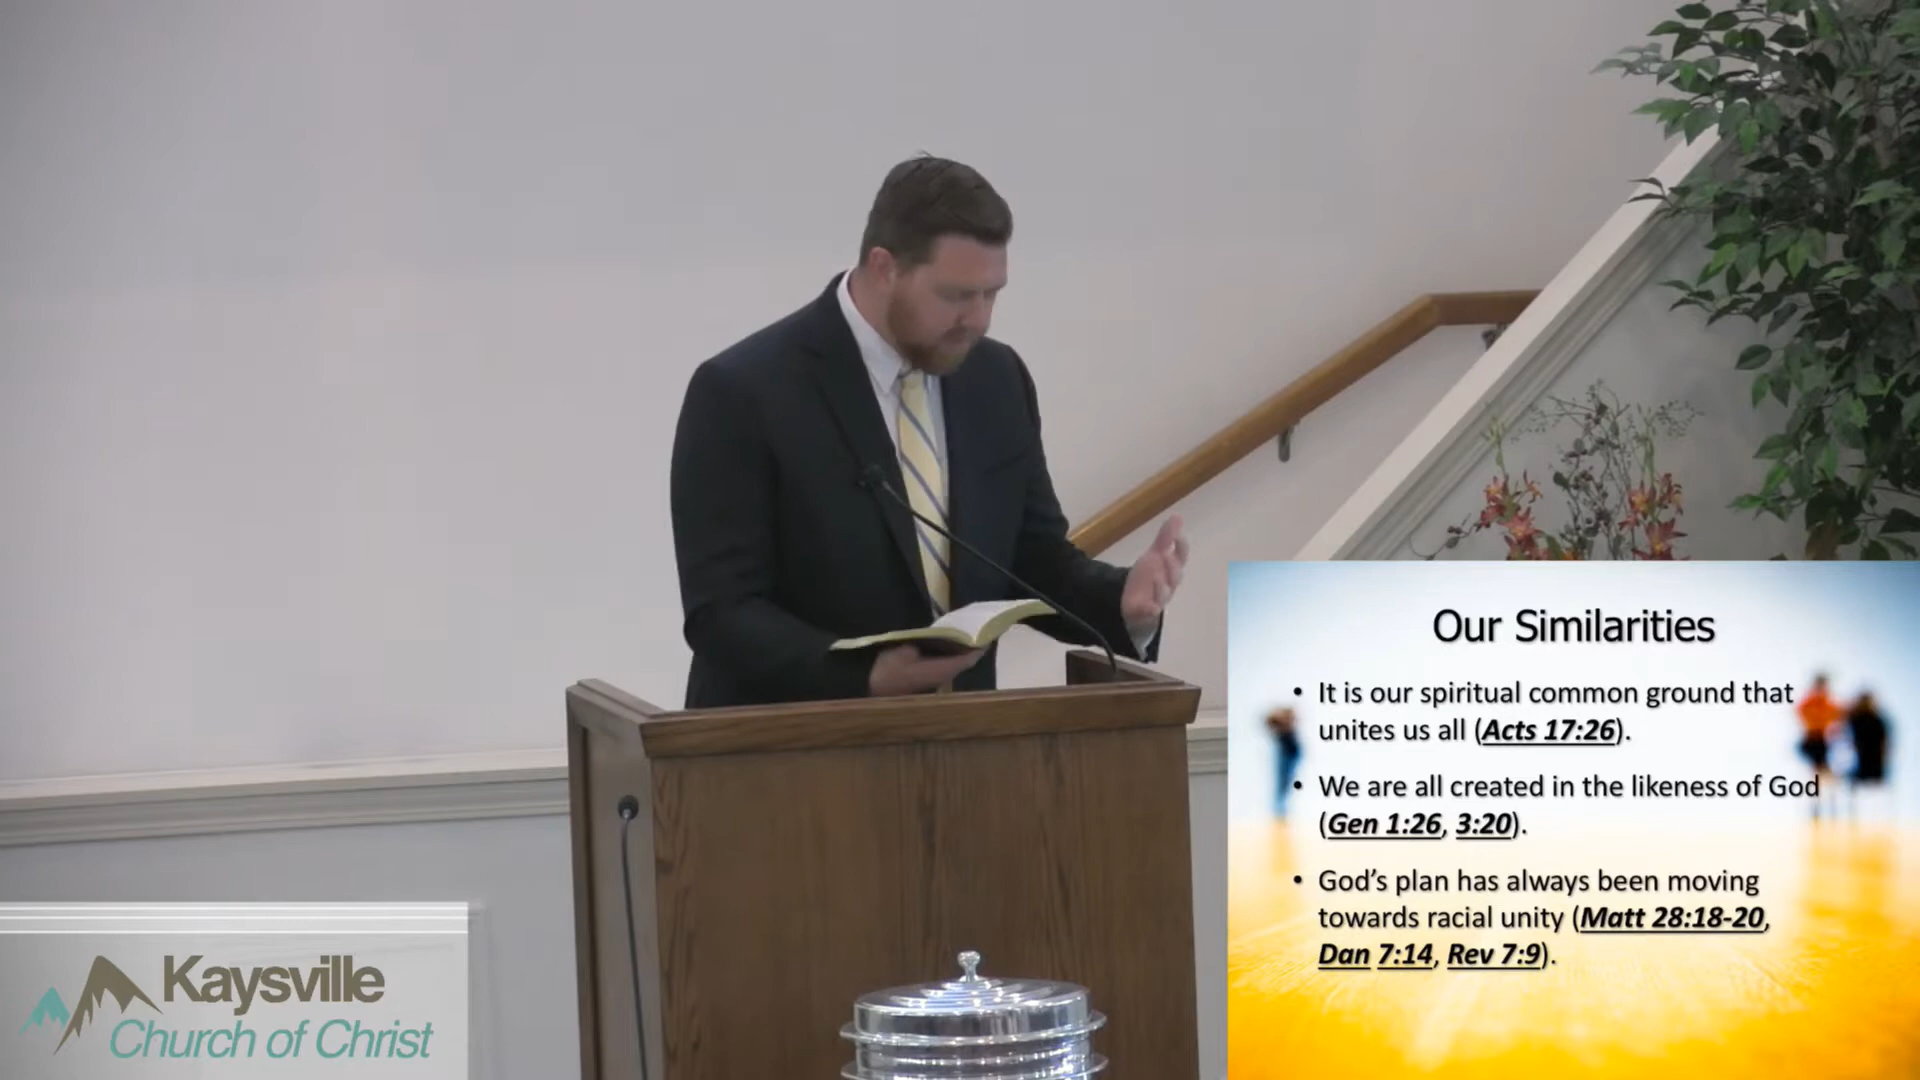 Our Similarities
• It is our spiritual common ground that
unites us all (Acts 17:26).
• We are all created in the likeness of God
(Gen 1:26, 3:20).
• God’s plan has always been moving
towards racial unity (Matt 28:18-20,
Dan 7:14, Rev 7:9).
Kaysville
Church of Christ